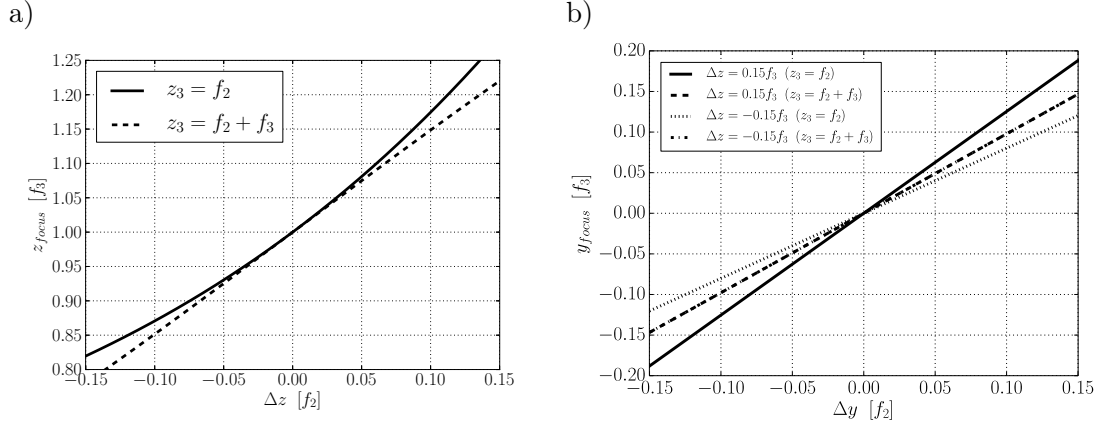 a)
1.25
1.20
1.15
1.10
1.05
1.00
0.95
0.90
0.85
0.80
z_focus [f_3]
z_3 = f_2
z_3 = f_2 + f_3
−0.15 −0.10 −0.05 0.00 0.05 0.10 0.15
Δz [f_2]
b)
0.20
0.15
0.10
0.05
0.00
−0.05
−0.10
−0.15
−0.20
y_focus [f_3]
Δz = 0.15f_3 (z_3 = f_2)
Δz = 0.15f_3 (z_3 = f_2 + f_3)
Δz = −0.15f_3 (z_3 = f_2)
Δz = −0.15f_3 (z_3 = f_2 + f_3)
−0.15 −0.10 −0.05 0.00 0.05 0.10 0.15
Δy [f_2]